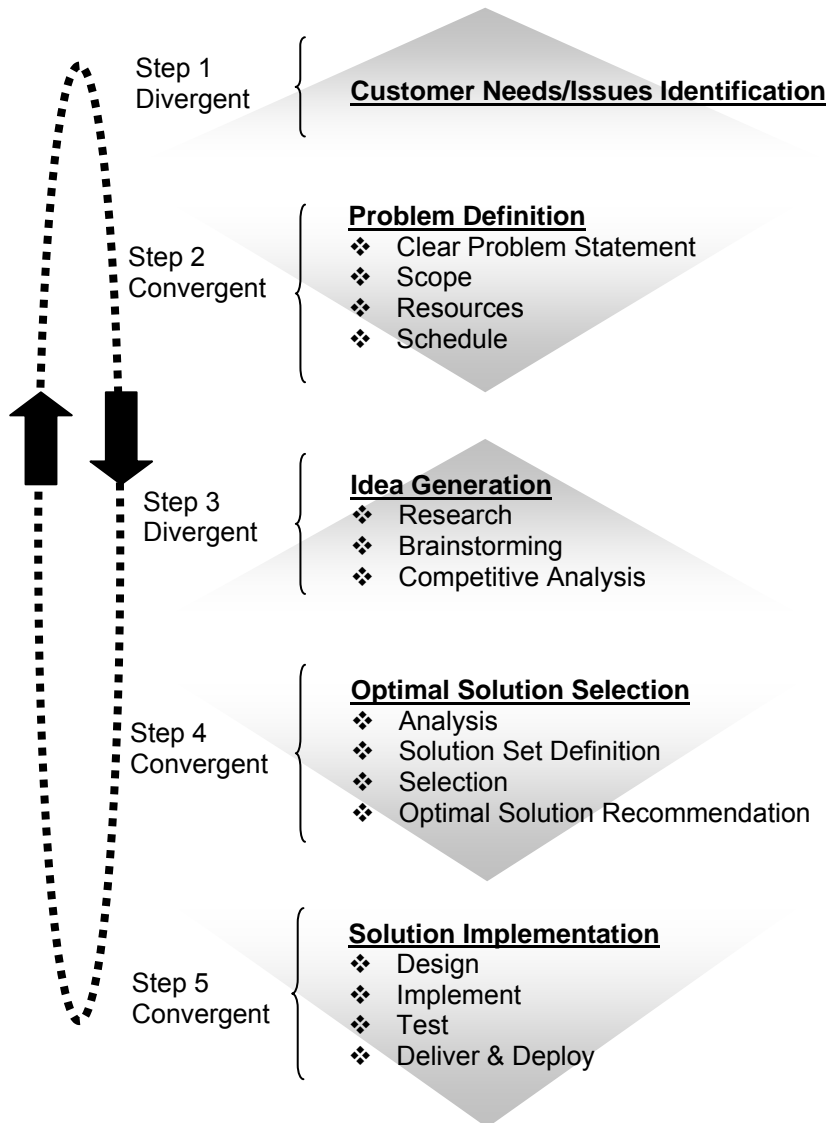 Step 1
Divergent
Customer Needs/Issues Identification
Step 2
Convergent
Problem Definition
❖ Clear Problem Statement
❖ Scope
❖ Resources
❖ Schedule
Step 3
Divergent
Idea Generation
❖ Research
❖ Brainstorming
❖ Competitive Analysis
Step 4
Convergent
Optimal Solution Selection
❖ Analysis
❖ Solution Set Definition
❖ Selection
❖ Optimal Solution Recommendation
Step 5
Convergent
Solution Implementation
❖ Design
❖ Implement
❖ Test
❖ Deliver & Deploy